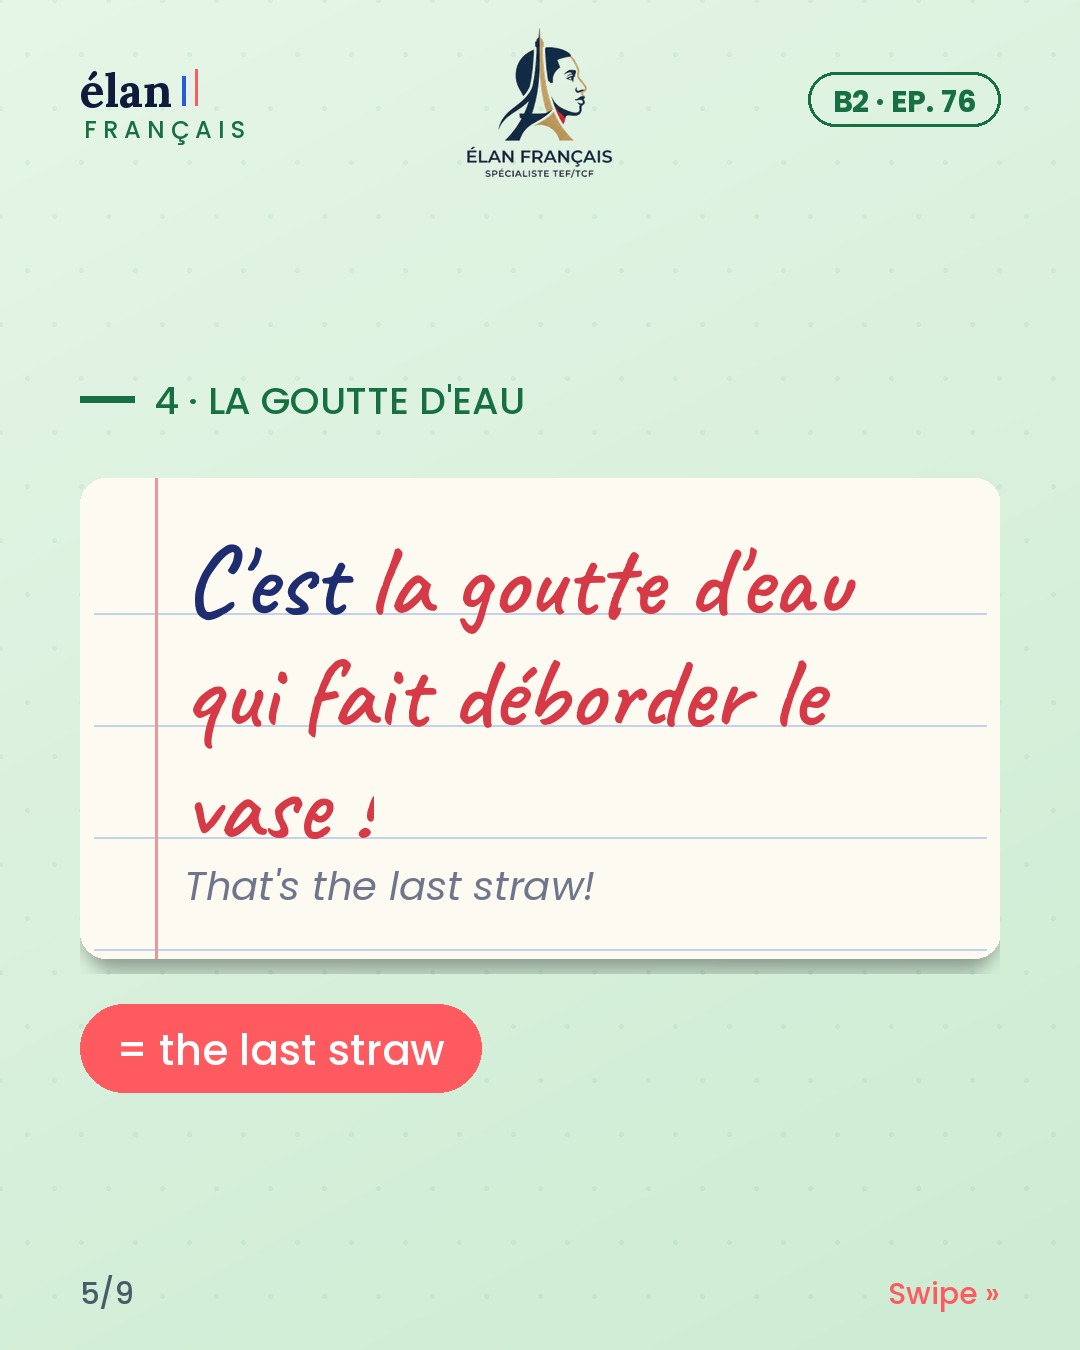 élan
FRANÇAIS
ÉLAN FRANÇAIS
SPÉCIALISTE TEF/TCF
B2 · EP. 76
4 · LA GOUTTE D'EAU
C'est la goutte d'eau
qui fait déborder le
vase !
That's the last straw!
= the last straw
5/9
Swipe »